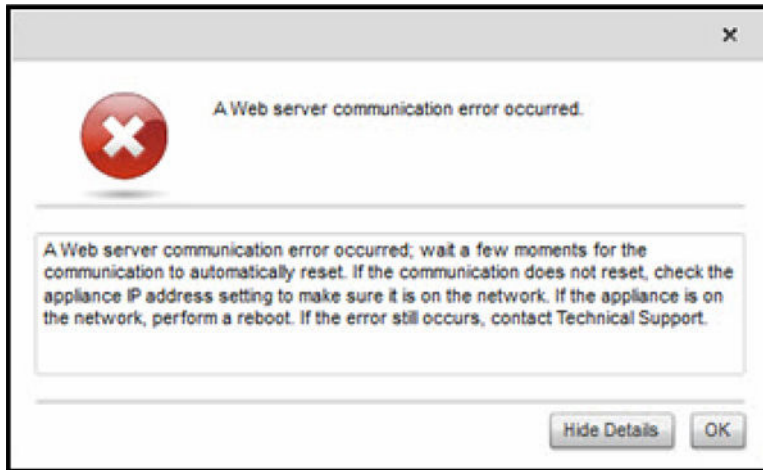 A Web server communication error occurred.
A Web server communication error occurred; wait a few moments for the
communication to automatically reset. If the communication does not reset, check the
appliance IP address setting to make sure it is on the network. If the appliance is on
the network, perform a reboot. If the error still occurs, contact Technical Support.
Hide Details OK